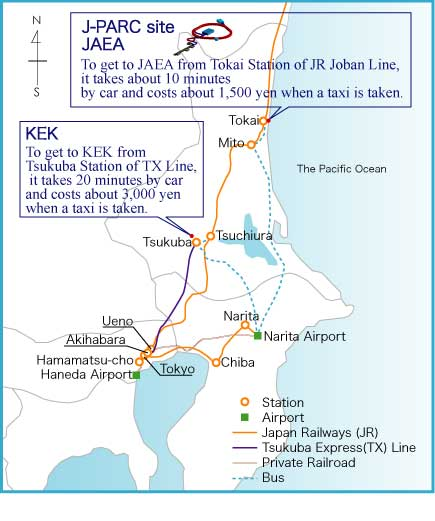 N
S
J-PARC site
JAEA
To get to JAEA from Tokai Station of JR Joban Line,
it takes about 10 minutes
by car and costs about 1,500 yen when a taxi is taken.
KEK
To get to KEK from
Tsukuba Station of TX Line,
it takes 20 minutes by car
and costs about 3,000 yen
when a taxi is taken.
Tokai
Mito
The Pacific Ocean
Tsukuba
Tsuchiura
Ueno
Akihabara
Hamamatsu-cho
Haneda Airport
Tokyo
Narita
Narita Airport
Chiba
Station
Airport
Japan Railways (JR)
Tsukuba Express(TX) Line
Private Railroad
Bus